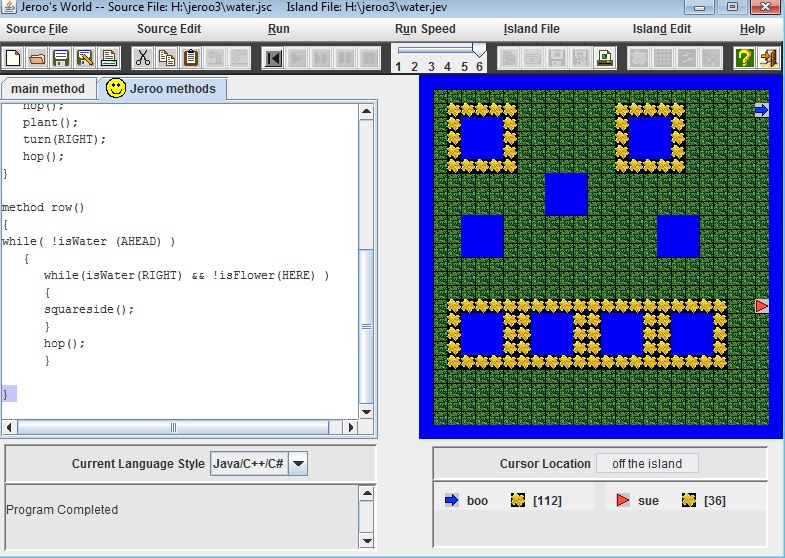 Jeroo's World -- Source File: H:\jeroo3\water.jsc Island File: H:\jeroo3\water.jev
Source File Source Edit Run Run Speed Island File Island Edit Help
1 2 3 4 5 6
main method Jeroo methods
hop();
plant();
turn(RIGHT);
hop();
}
method row()
{
while( !isWater (AHEAD) )
{
while(isWater(RIGHT) && !isFlower(HERE) )
{
squareside();
}
hop();
}
}
Current Language Style Java/C++/C#
Program Completed
Cursor Location off the island
boo [112] sue [36]